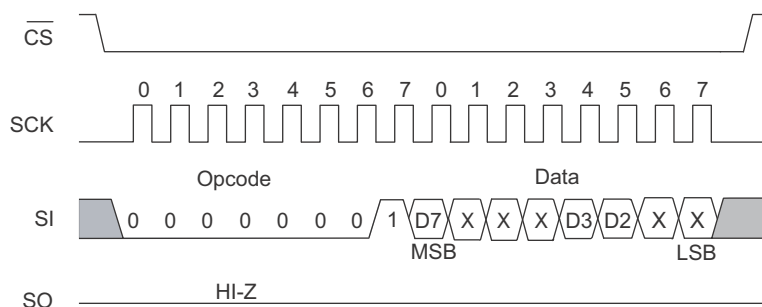 CS
0 1 2 3 4 5 6 7 0 1 2 3 4 5 6 7
SCK
Opcode Data
SI 0 0 0 0 0 0 0 1 D7 X X X D3 D2 X X
MSB LSB
HI-Z
SO